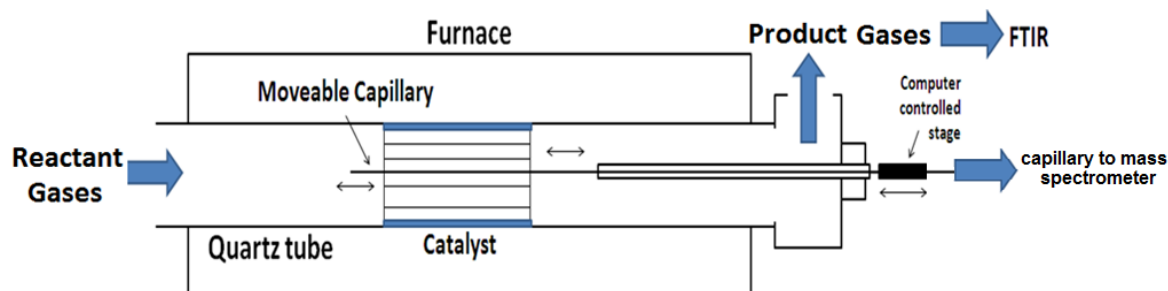 Furnace
Product Gases
FTIR
Moveable Capillary
Computer
controlled
stage
Reactant
Gases
capillary to mass
spectrometer
Quartz tube
Catalyst